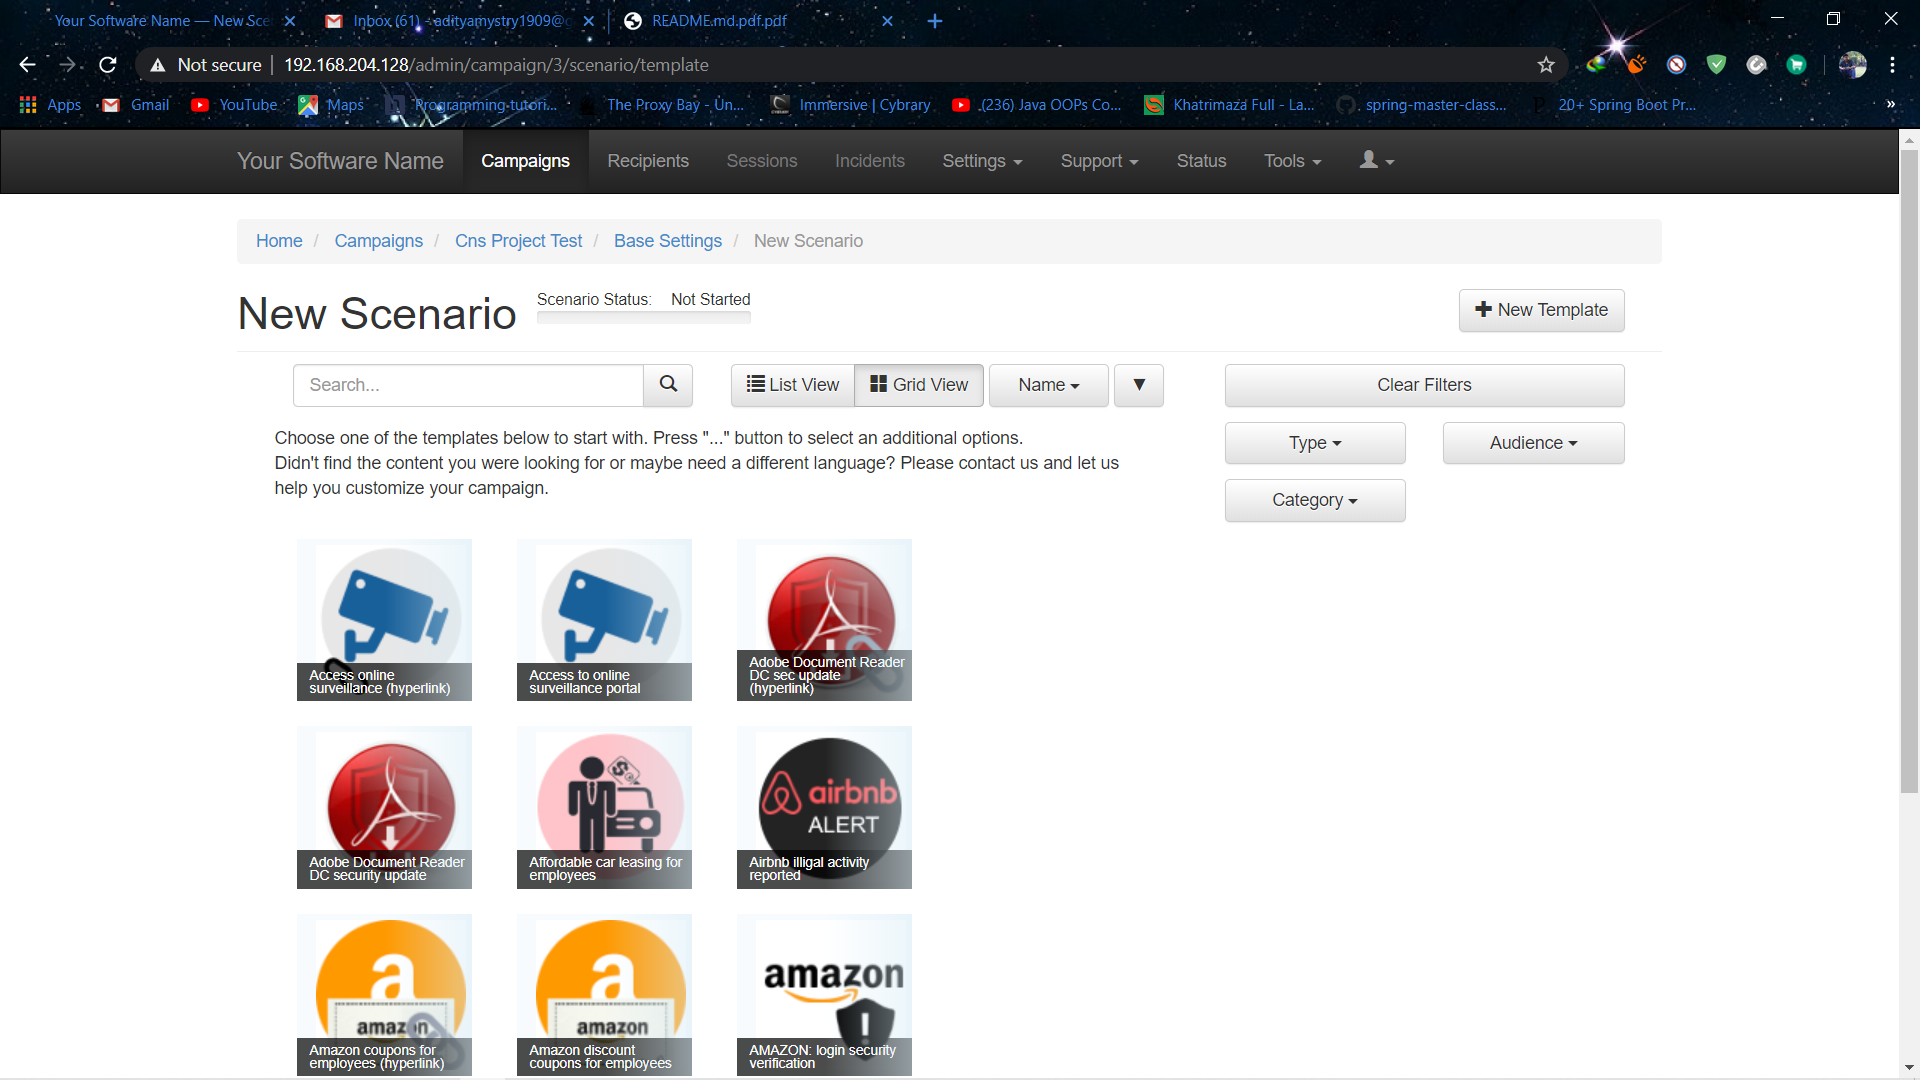 Your Software Name — New Sce
Inbox (61) - adityamystry1909@g
README.md.pdf.pdf
Not secure | 192.168.204.128/admin/campaign/3/scenario/template
Apps Gmail YouTube Maps Programming-tutori... The Proxy Bay - Un... Immersive | Cybrary (236) Java OOPs Co... Khatrimaza Full - La... spring-master-class... 20+ Spring Boot Pr... »
Your Software Name Campaigns Recipients Sessions Incidents Settings Support Status Tools
Home / Campaigns / Cns Project Test / Base Settings / New Scenario
New Scenario
Scenario Status: Not Started
New Template
Search...
List View Grid View Name ▼
Clear Filters
Type Audience
Category
Choose one of the templates below to start with. Press "..." button to select an additional options.
Didn't find the content you were looking for or maybe need a different language? Please contact us and let us
help you customize your campaign.
Access online
surveillance (hyperlink)
Access to online
surveillance portal
Adobe Document Reader
DC sec update
(hyperlink)
Adobe Document Reader
DC security update
Affordable car leasing for
employees
airbnb
ALERT
Airbnb illigal activity
reported
a
amazon
Amazon coupons for
employees (hyperlink)
a
amazon
Amazon discount
coupons for employees
amazon
AMAZON: login security
verification